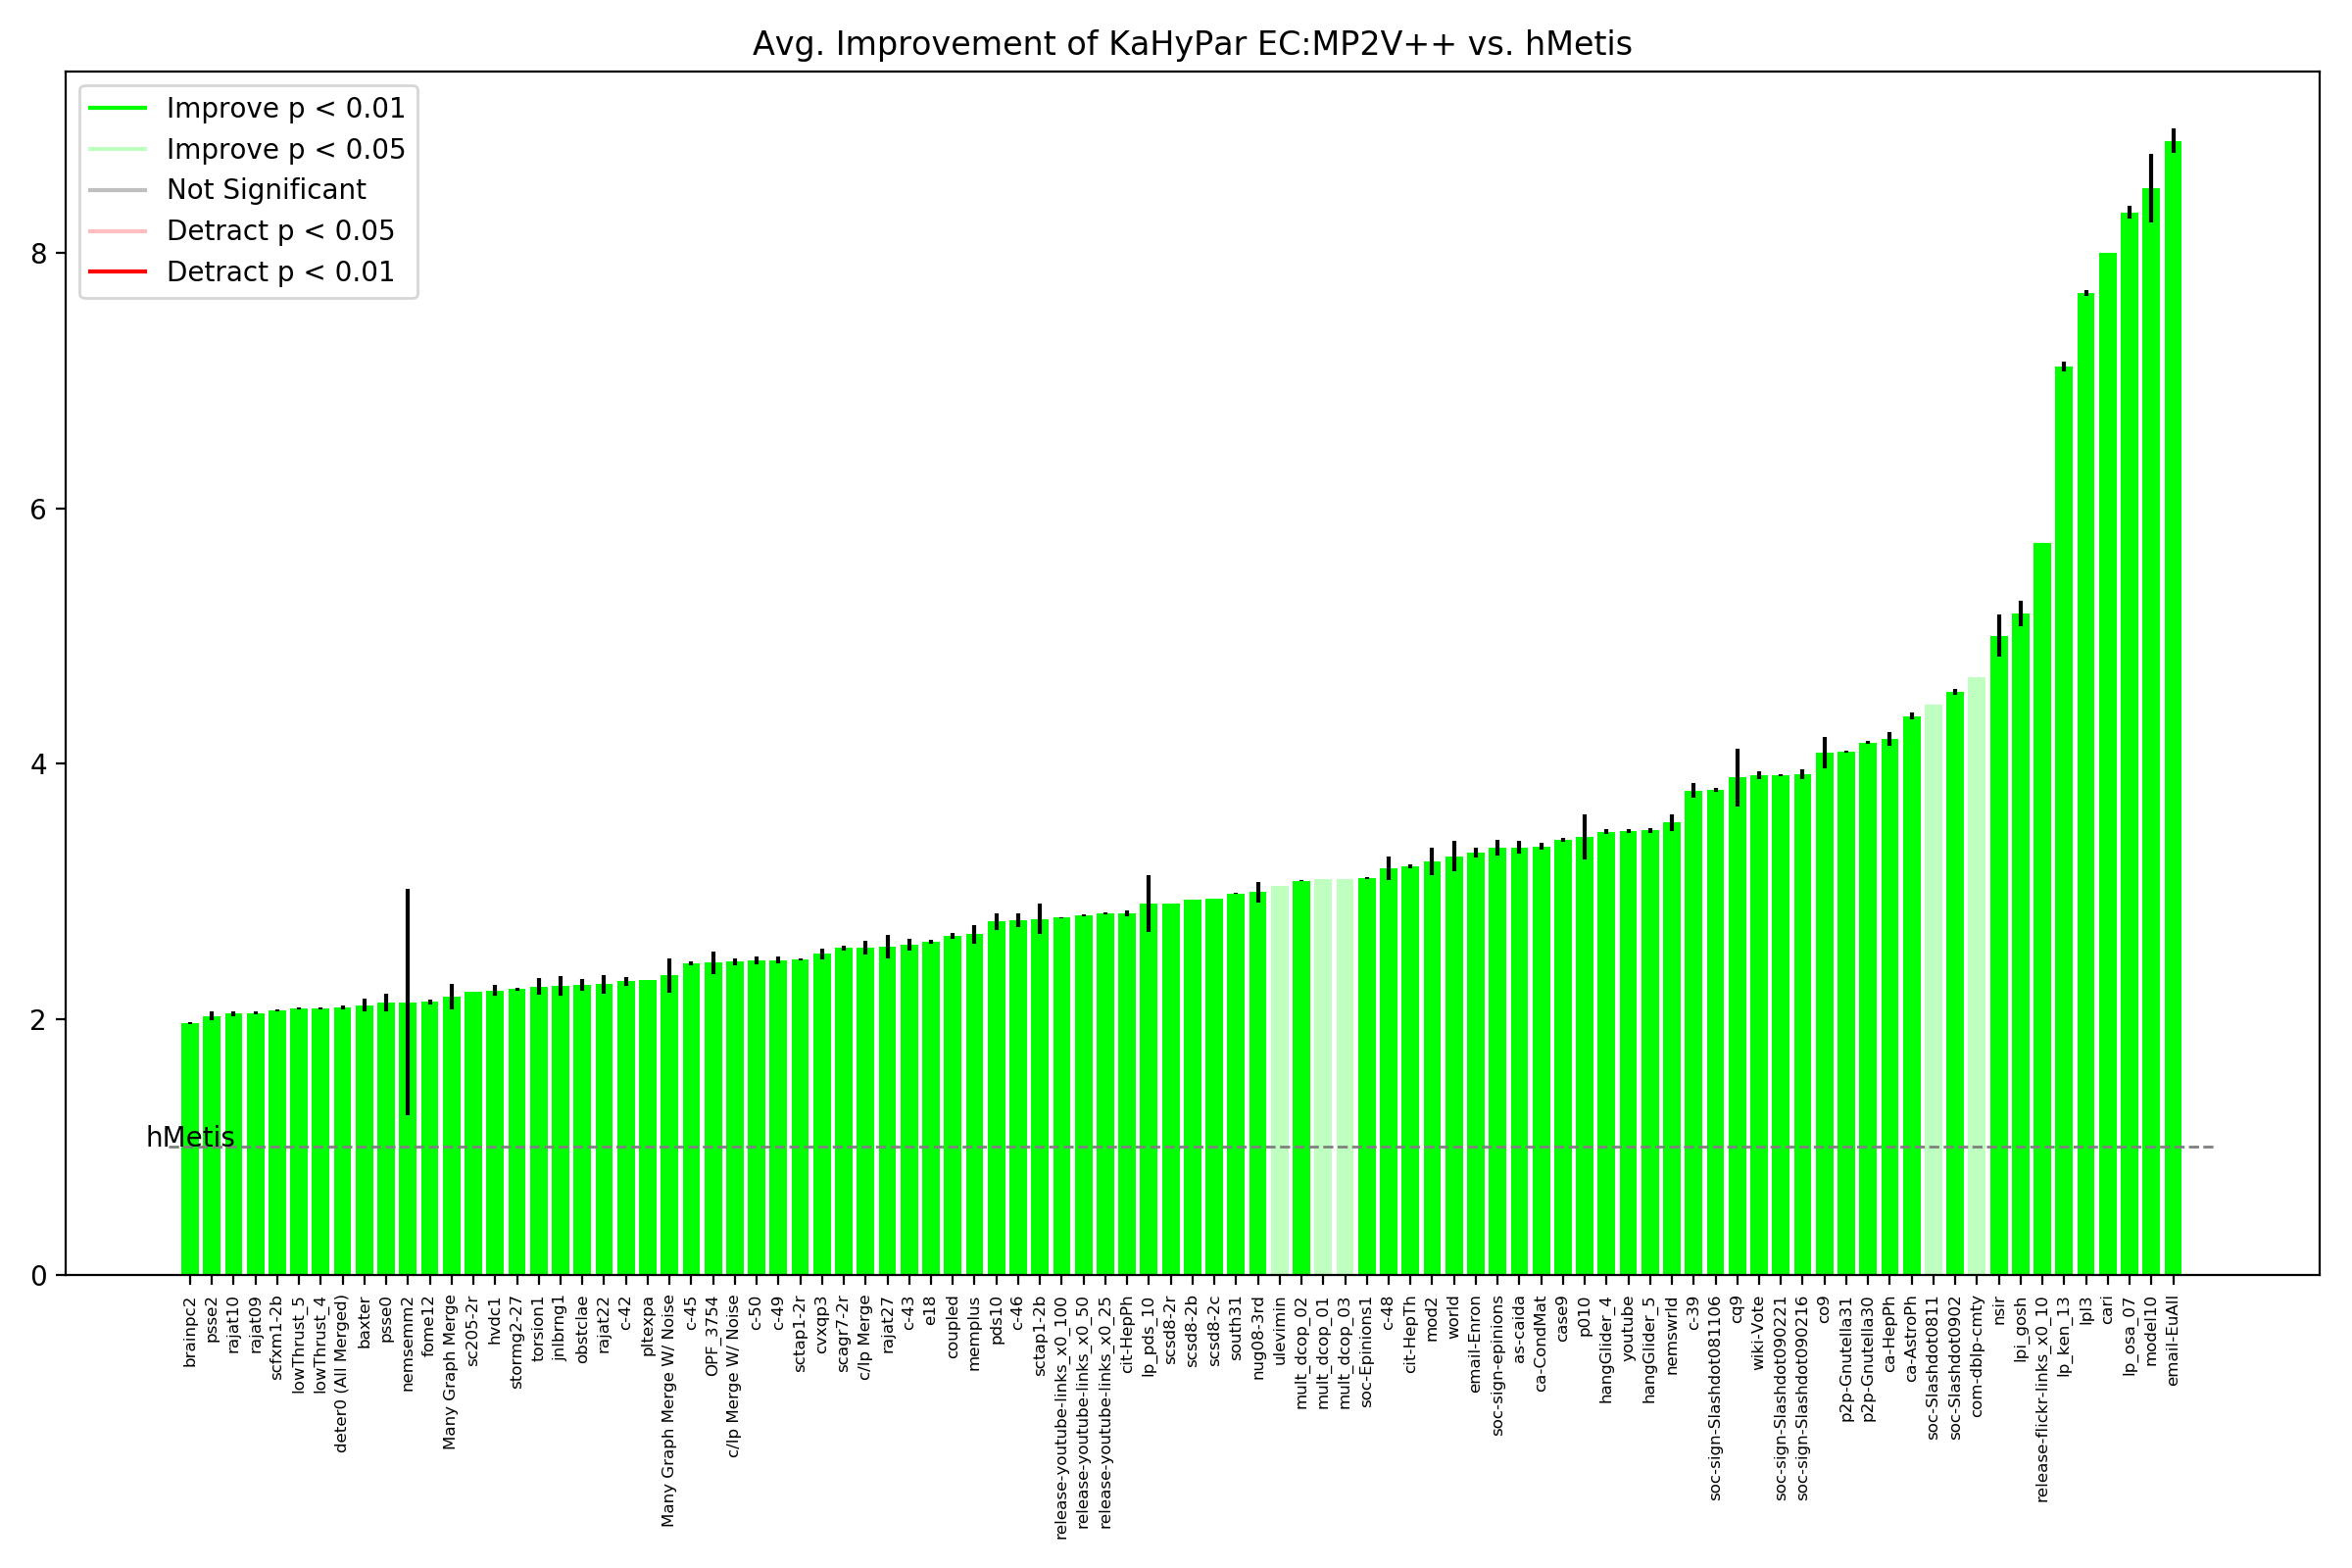 Avg. Improvement of KaHyPar EC:MP2V++ vs. hMetis
Improve p < 0.01
Improve p < 0.05
Not Significant
Detract p < 0.05
Detract p < 0.01
8
6
4
2
0
hMetis
brainpc2
psse2
rajat10
rajat09
scfxm1-2b
lowThrust_5
lowThrust_4
deter0 (All Merged)
baxter
psse0
nemsemm2
fome12
Many Graph Merge
sc205-2r
hvdc1
stormg2-27
torsion1
jnlbrng1
obstclae
rajat22
c-42
pltexpa
Many Graph Merge W/ Noise
c-45
OPF_3754
c/lp Merge W/ Noise
c-50
c-49
sctap1-2r
cvxqp3
scagr7-2r
c/lp Merge
rajat27
c-43
e18
coupled
memplus
pds10
c-46
sctap1-2b
release-youtube-links_x0_100
release-youtube-links_x0_50
release-youtube-links_x0_25
cit-HepPh
lp_pds_10
scsd8-2r
scsd8-2b
scsd8-2c
south31
nug08-3rd
ulevimin
mult_dcop_02
mult_dcop_01
mult_dcop_03
soc-Epinions1
c-48
cit-HepTh
mod2
world
email-Enron
soc-sign-epinions
as-caida
ca-CondMat
case9
p010
hangGlider_4
youtube
hangGlider_5
nemswrld
c-39
soc-sign-Slashdot081106
cq9
wiki-Vote
soc-sign-Slashdot090221
soc-sign-Slashdot090216
co9
p2p-Gnutella31
p2p-Gnutella30
ca-HepPh
ca-AstroPh
soc-Slashdot0811
soc-Slashdot0902
com-dblp-cmty
nsir
lpi_gosh
release-flickr-links_x0_10
lp_ken_13
lpl3
cari
lp_osa_07
model10
email-EuAll